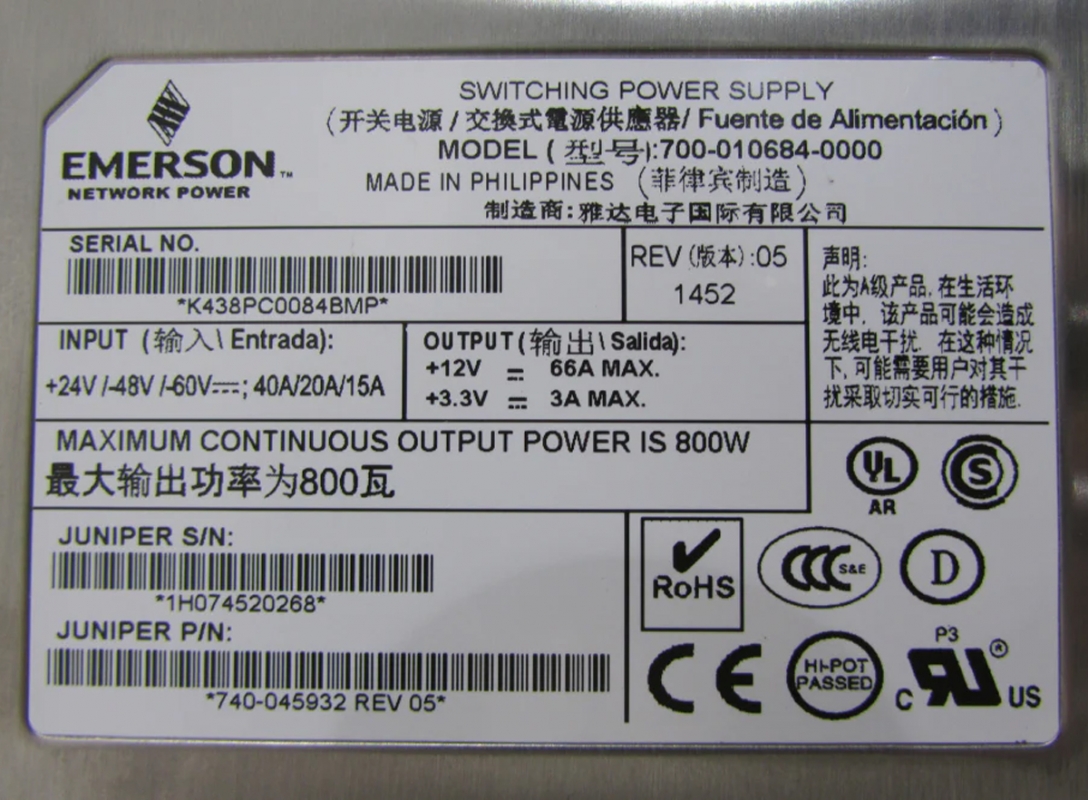 EMERSON™
NETWORK POWER
SWITCHING POWER SUPPLY
(开关电源 / 交換式電源供應器/ Fuente de Alimentación)
MODEL (型号):700-010684-0000
MADE IN PHILIPPINES (菲律宾制造)
制造商:雅达电子国际有限公司
SERIAL NO.
*K438PC0084BMP*
REV (版本):05
1452
声明:
此为A级产品, 在生活环
境中, 该产品可能会造成
无线电干扰. 在这种情况
下, 可能需要用户对其干
扰采取切实可行的措施.
INPUT (输入\ Entrada):
+24V /-48V /-60V⎓; 40A/20A/15A
OUTPUT (输出\ Salida):
+12V ⎓ 66A MAX.
+3.3V ⎓ 3A MAX.
MAXIMUM CONTINUOUS OUTPUT POWER IS 800W
最大输出功率为800瓦
UL
AR
S
JUNIPER S/N:
*1H074520268*
JUNIPER P/N:
*740-045932 REV 05*
RoHS
CCC S&E
D
CE
HI-POT
PASSED
P3
C RU® US